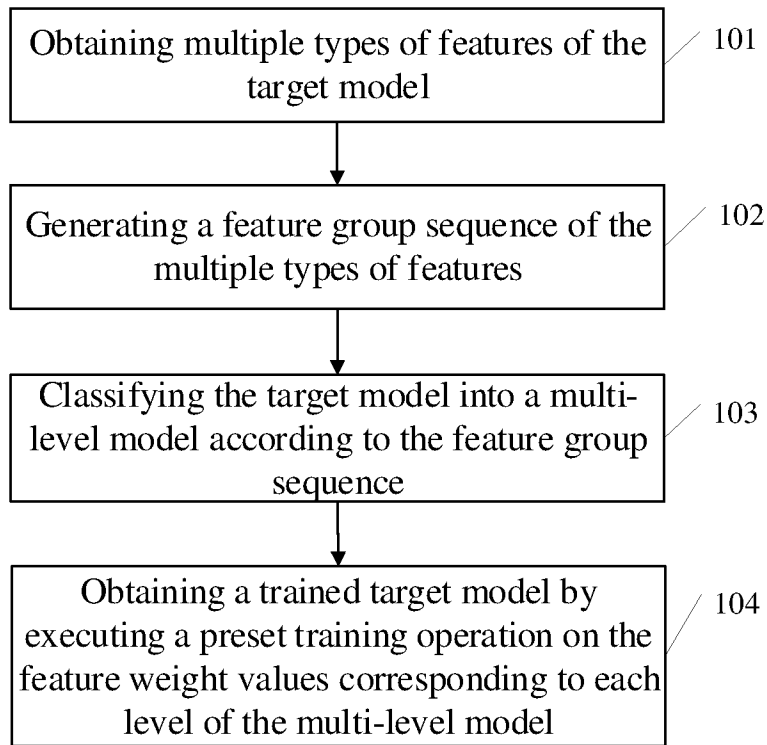 Obtaining multiple types of features of the
target model
101
Generating a feature group sequence of the
multiple types of features
102
Classifying the target model into a multi-
level model according to the feature group
sequence
103
Obtaining a trained target model by
executing a preset training operation on the
feature weight values corresponding to each
level of the multi-level model
104